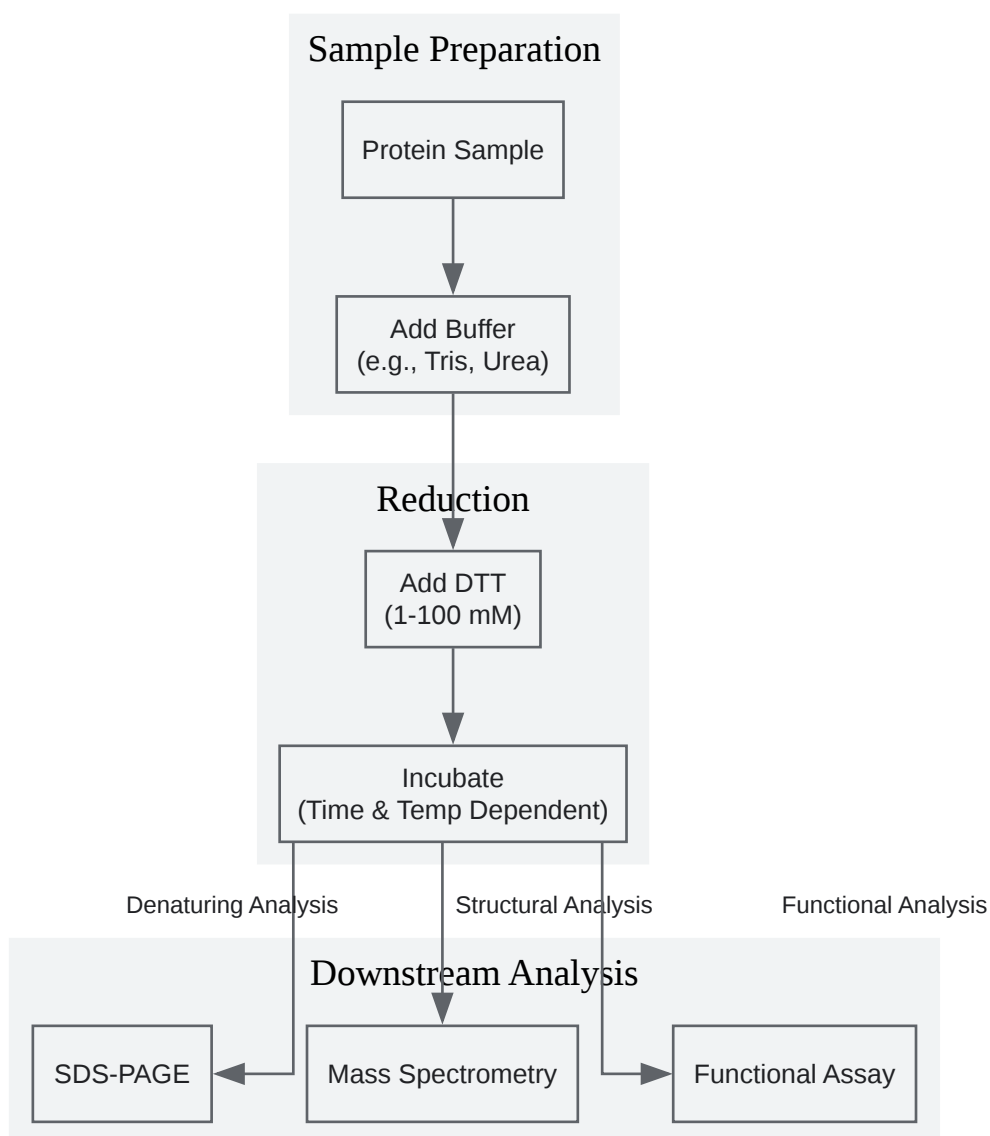 Sample Preparation
Protein Sample
Add Buffer
(e.g., Tris, Urea)
Reduction
Add DTT
(1-100 mM)
Incubate
(Time & Temp Dependent)
Denaturing Analysis
Structural Analysis
Functional Analysis
Downstream Analysis
SDS-PAGE
Mass Spectrometry
Functional Assay